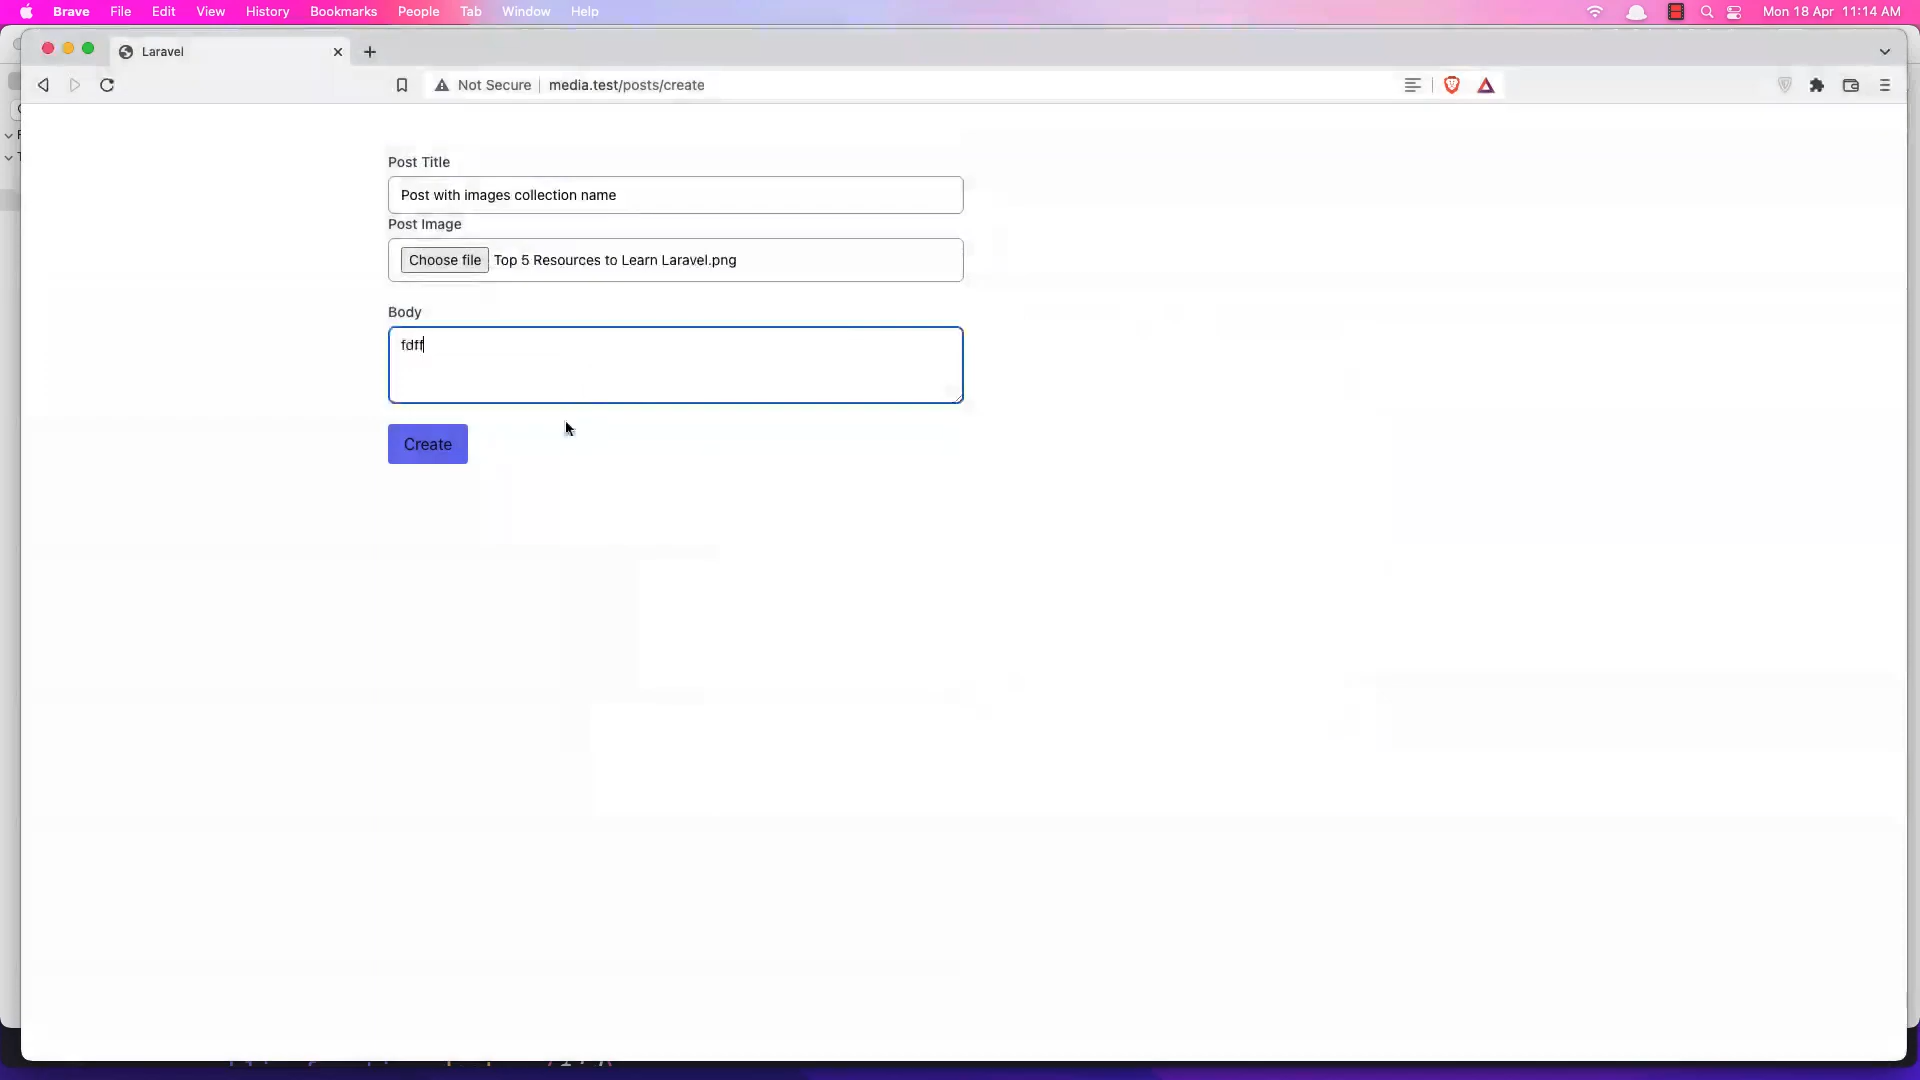 Brave File Edit View History Bookmarks People Tab Window Help Mon 18 Apr 11:14 AM
Laravel
Not Secure media.test/posts/create
Post Title
Post with images collection name
Post Image
Choose file Top 5 Resources to Learn Laravel.png
Body
fdff
Create